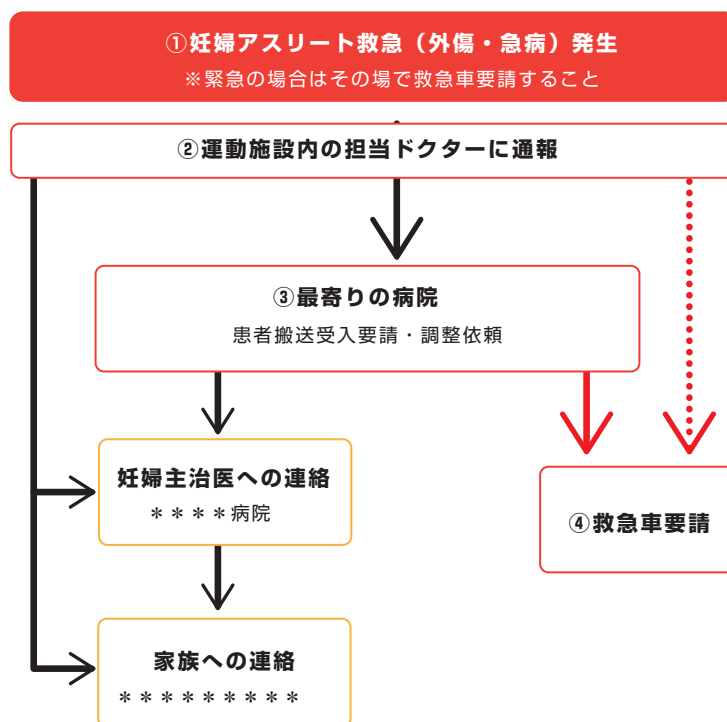 ①妊婦アスリート救急（外傷・急病）発生
※緊急の場合はその場で救急車要請すること
②運動施設内の担当ドクターに通報
③最寄りの病院
患者搬送受入要請・調整依頼
妊婦主治医への連絡
＊＊＊＊病院
④救急車要請
家族への連絡
＊＊＊＊＊＊＊＊＊